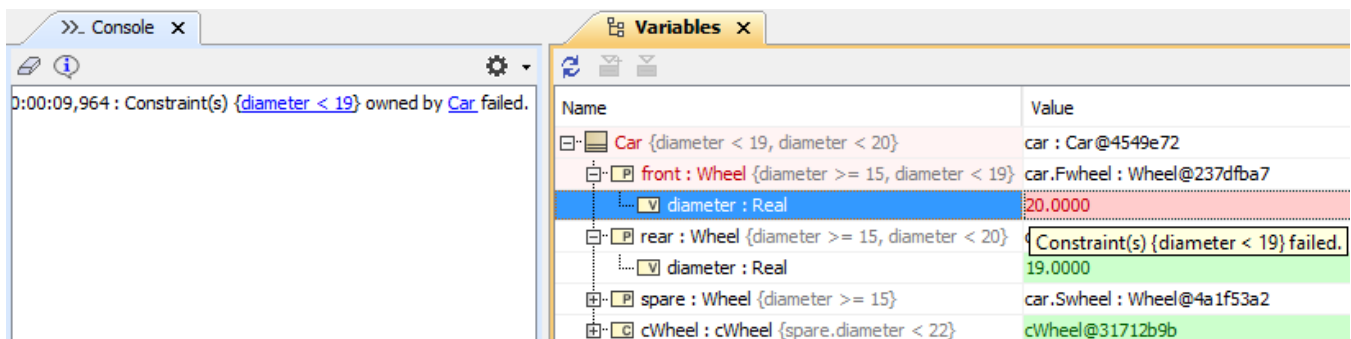 Console
Variables
0:00:09,964 : Constraint(s) {diameter < 19} owned by Car failed.
Name
Value
Car {diameter < 19, diameter < 20}
car : Car@4549e72
P
front : Wheel {diameter >= 15, diameter < 19}
car.Fwheel : Wheel@237dfba7
V
diameter : Real
20.0000
P
rear : Wheel {diameter >= 15, diameter < 20}
Constraint(s) {diameter < 19} failed.
V
diameter : Real
19.0000
P
spare : Wheel {diameter >= 15}
car.Swheel : Wheel@4a1f53a2
C
cWheel : cWheel {spare.diameter < 22}
cWheel@31712b9b